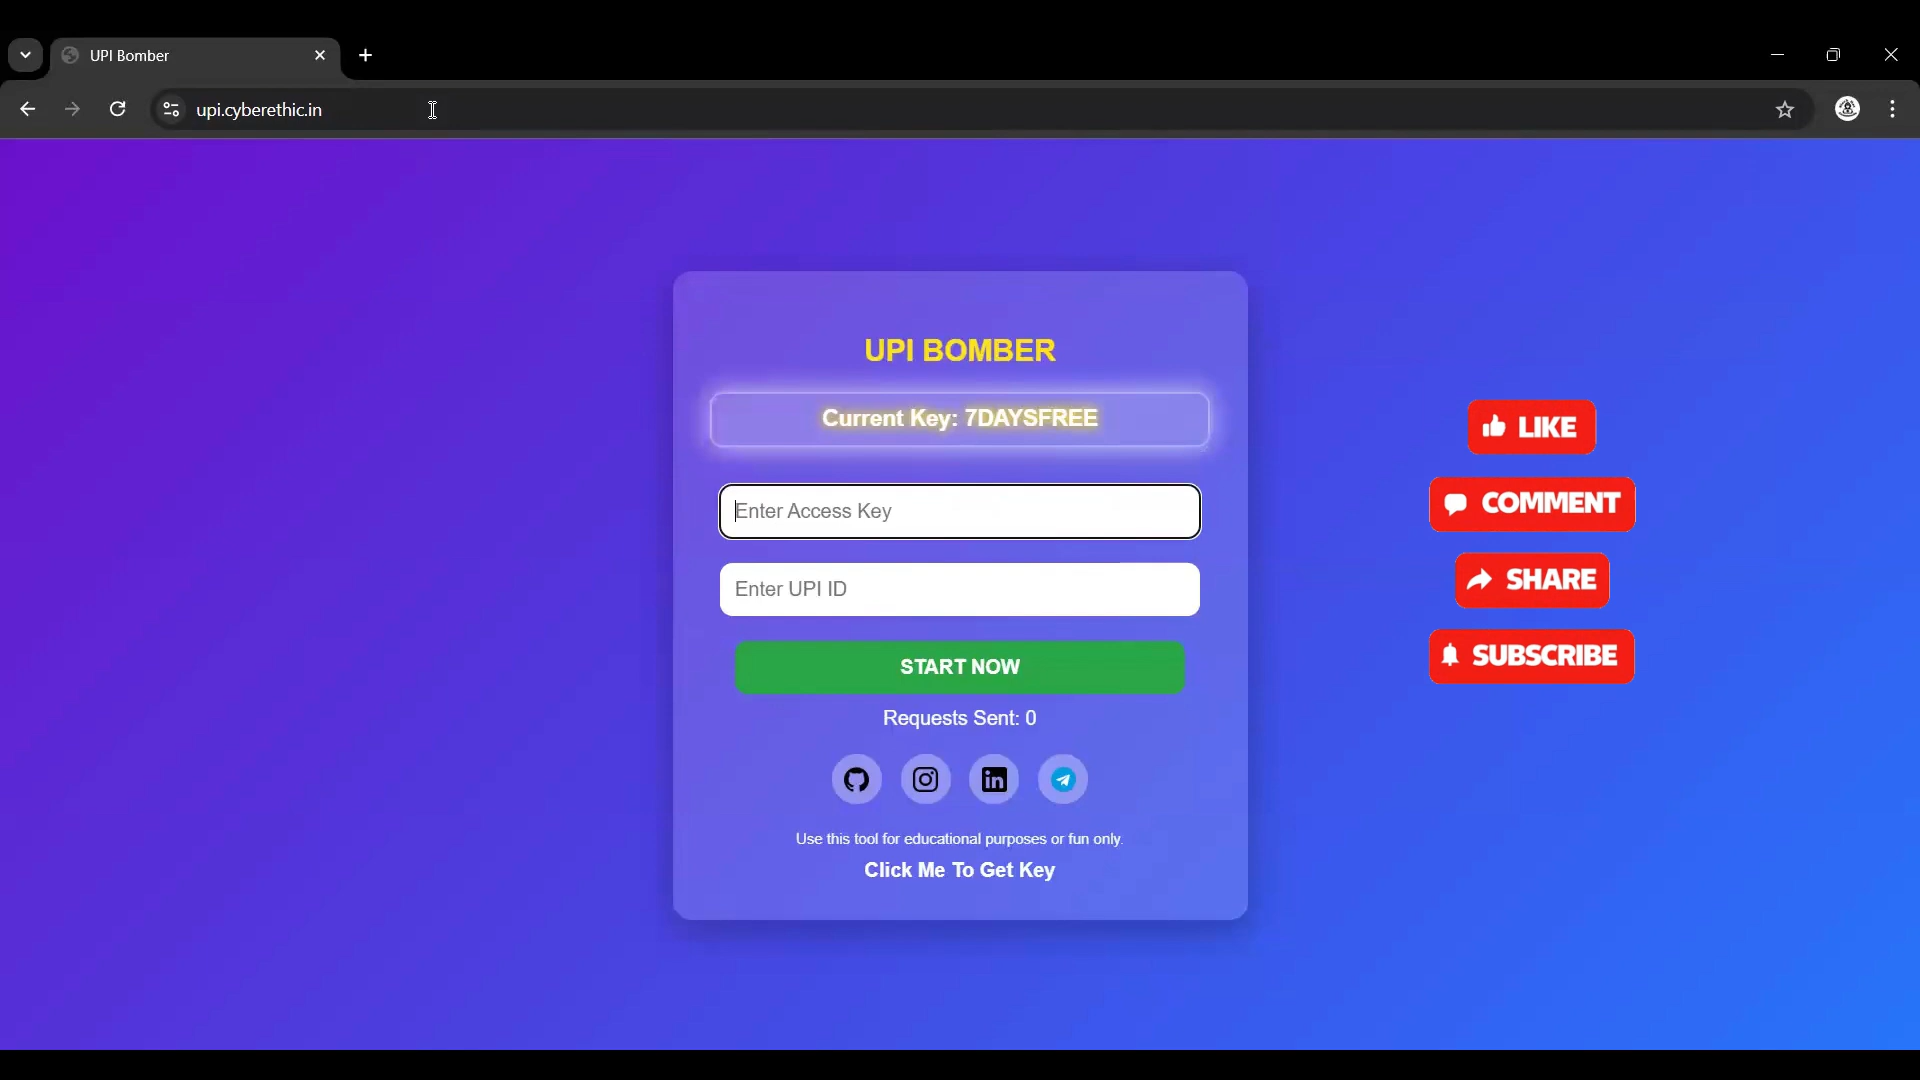 UPI Bomber
upi.cyberethic.in
UPI BOMBER
Current Key: 7DAYSFREE
Enter Access Key
Enter UPI ID
START NOW
Requests Sent: 0
Use this tool for educational purposes or fun only.
Click Me To Get Key
LIKE
COMMENT
SHARE
SUBSCRIBE